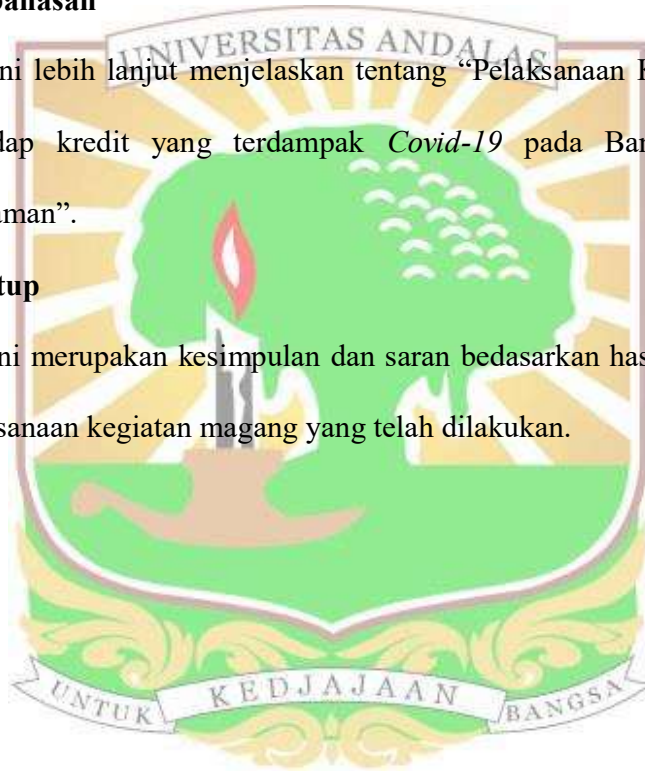 bahasan
UNIVERSITAS ANDALAS
ni lebih lanjut menjelaskan tentang “Pelaksanaan
dap kredit yang terdampak Covid-19 pada Ban
aman”.
tup
ni merupakan kesimpulan dan saran bedasarkan has
sanaan kegiatan magang yang telah dilakukan.
UNTUK KEDJAJAAN BANGSA